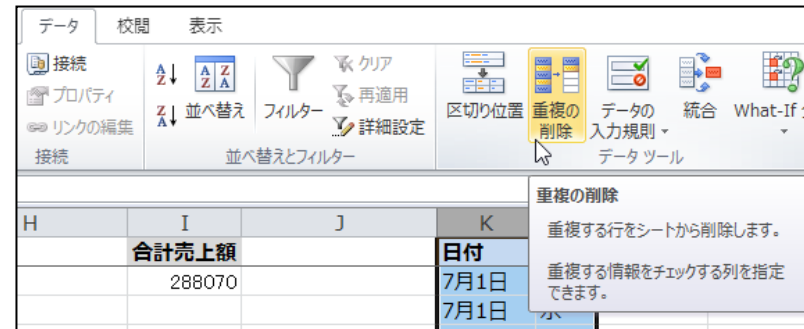 データ 校閲 表示
接続
プロパティ
リンクの編集
接続
並べ替え
フィルター
クリア
再適用
詳細設定
並べ替えとフィルター
区切り位置
重複の
削除
データの
入力規則
統合
What-If
データ ツール
重複の削除
重複する行をシートから削除します。
重複する情報をチェックする列を指定
できます。
H I J K
合計売上額 日付
288070 7月1日
7月1日